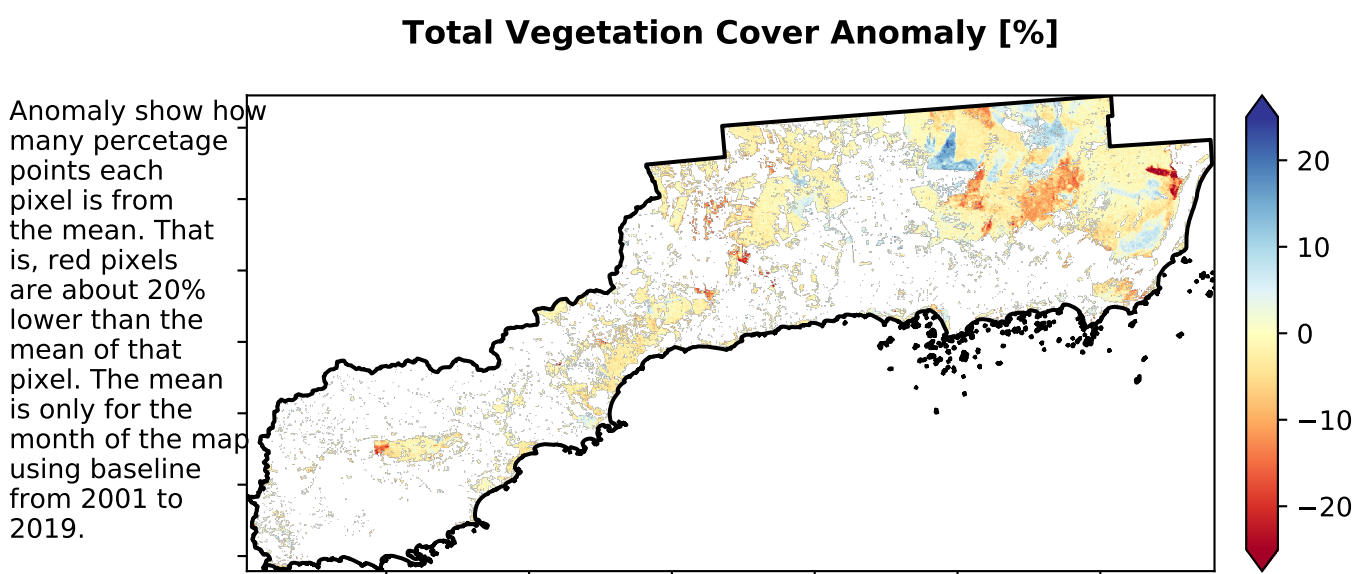 Total Vegetation Cover Anomaly [%]
Anomaly show how
many percetage
points each
pixel is from
the mean. That
is, red pixels
are about 20%
lower than the
mean of that
pixel. The mean
is only for the
month of the map
using baseline
from 2001 to
2019.
20
10
0
−10
−20